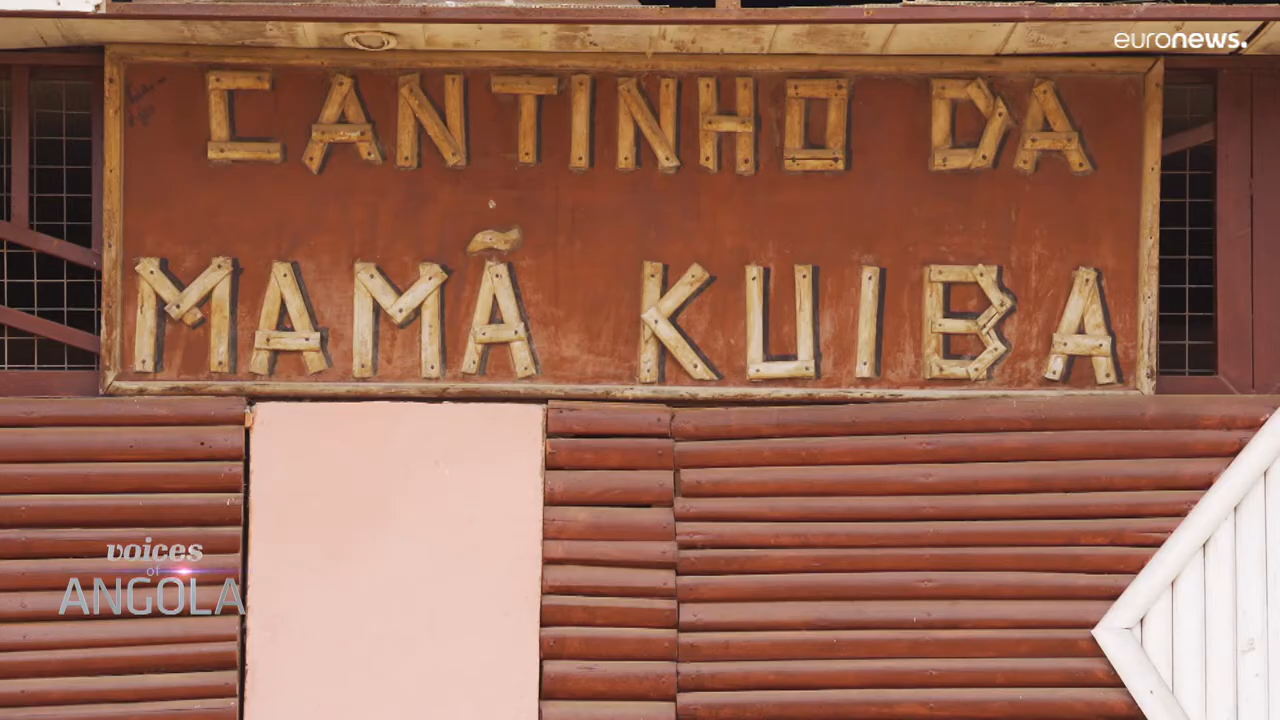 euronews.
CANTINHO DA
MAMÃ KUIBA
voices
of
ANGOLA